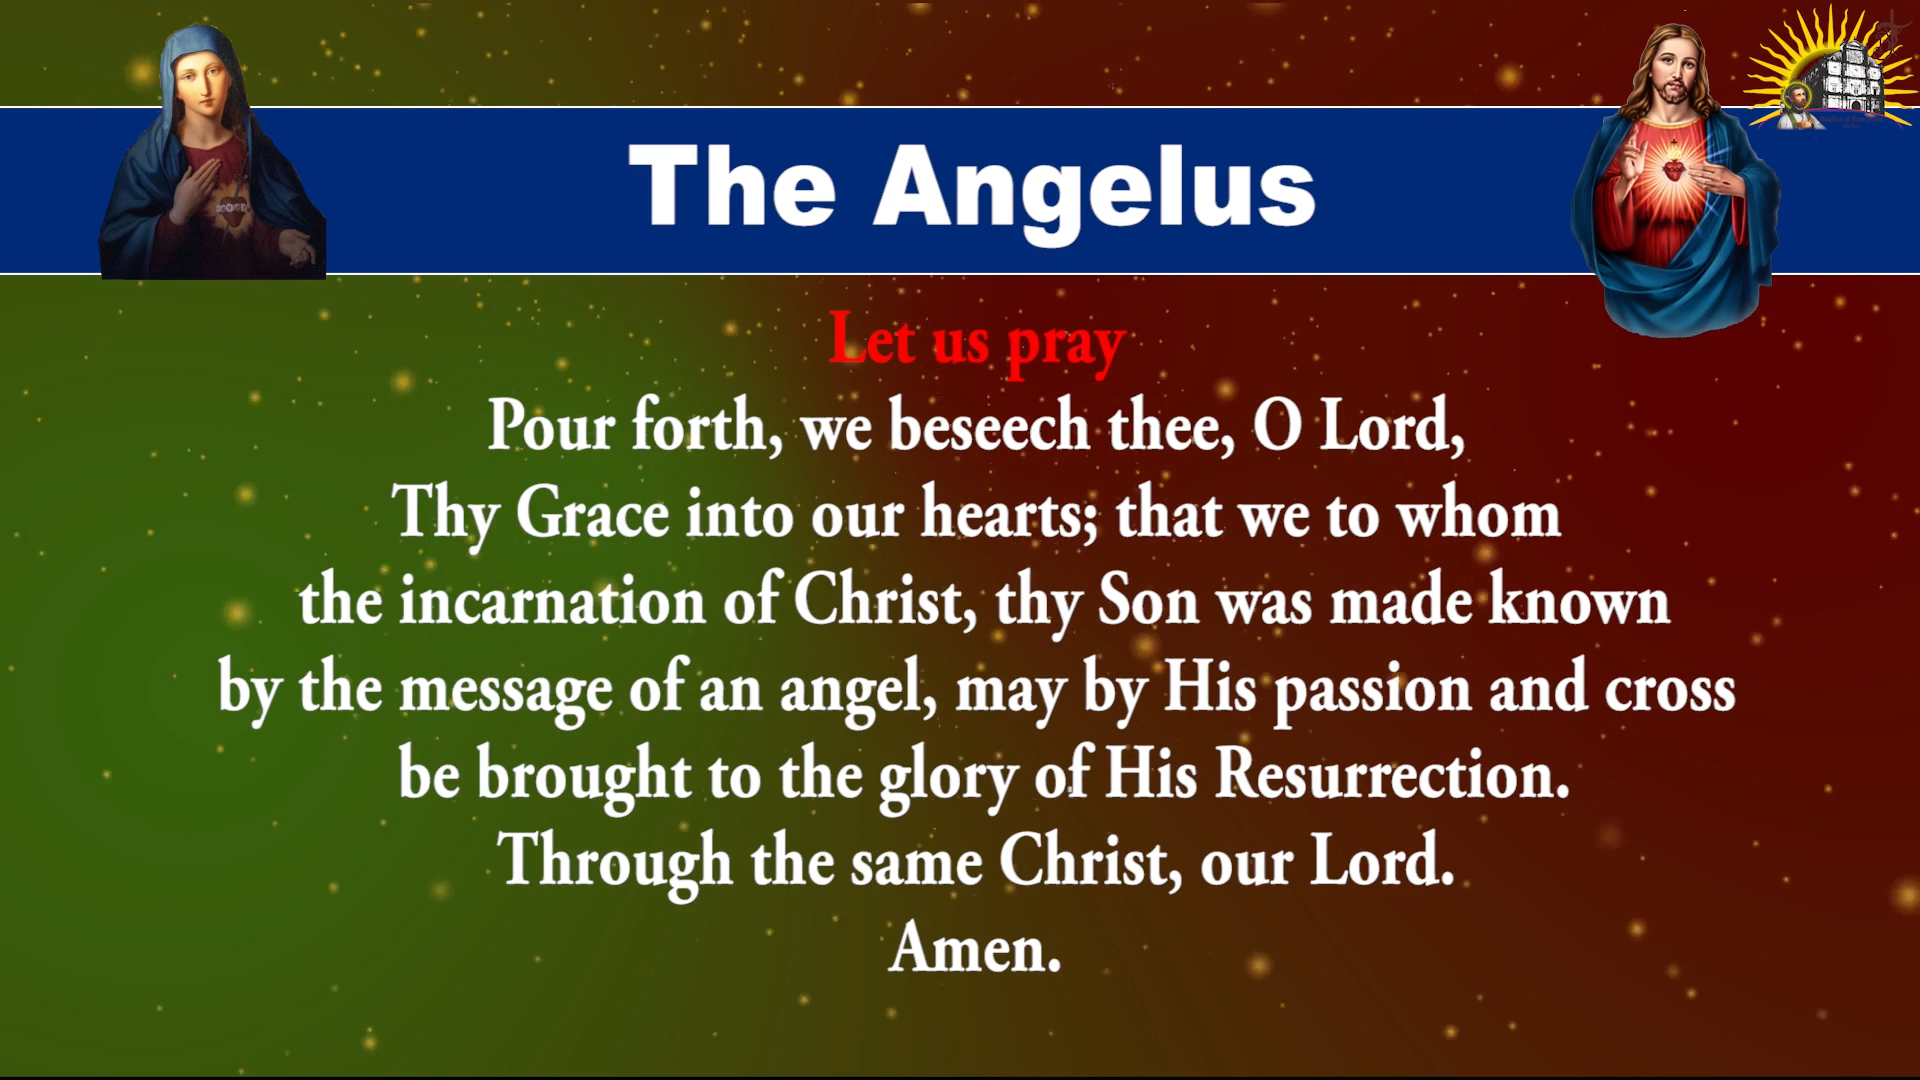 The Angelus
Let us pray
Pour forth, we beseech thee, O Lord,
Thy Grace into our hearts; that we to whom
the incarnation of Christ, thy Son was made known
by the message of an angel, may by His passion and cross
be brought to the glory of His Resurrection.
Through the same Christ, our Lord.
Amen.